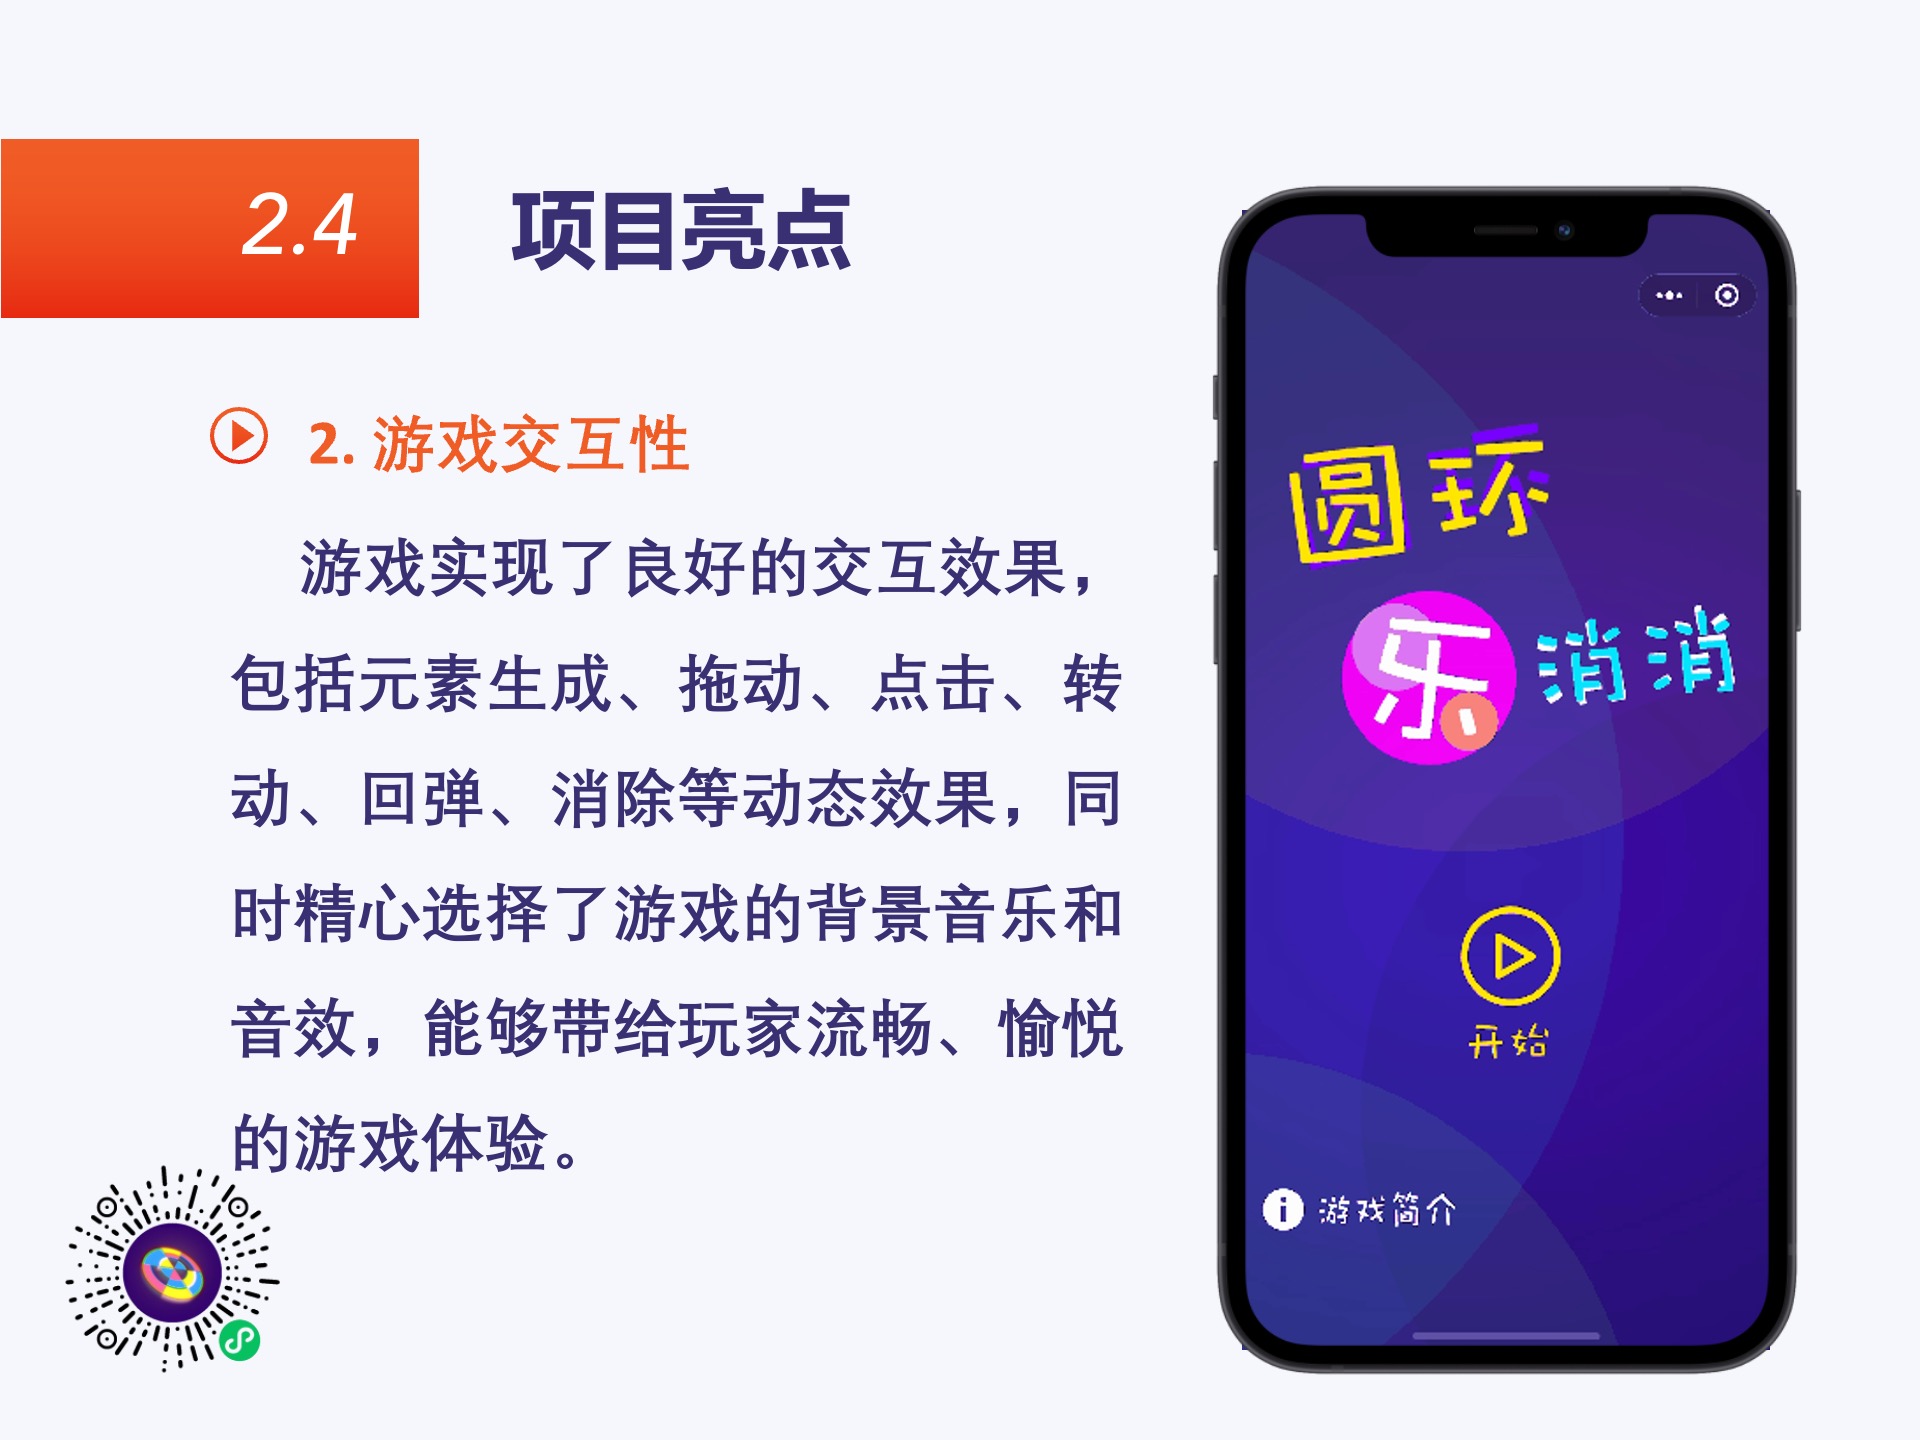 2.4
项目亮点
2. 游戏交互性
游戏实现了良好的交互效果，
包括元素生成、拖动、点击、转
动、回弹、消除等动态效果，同
时精心选择了游戏的背景音乐和
音效，能够带给玩家流畅、愉悦
的游戏体验。
圆环
乐消消
开始
游戏简介